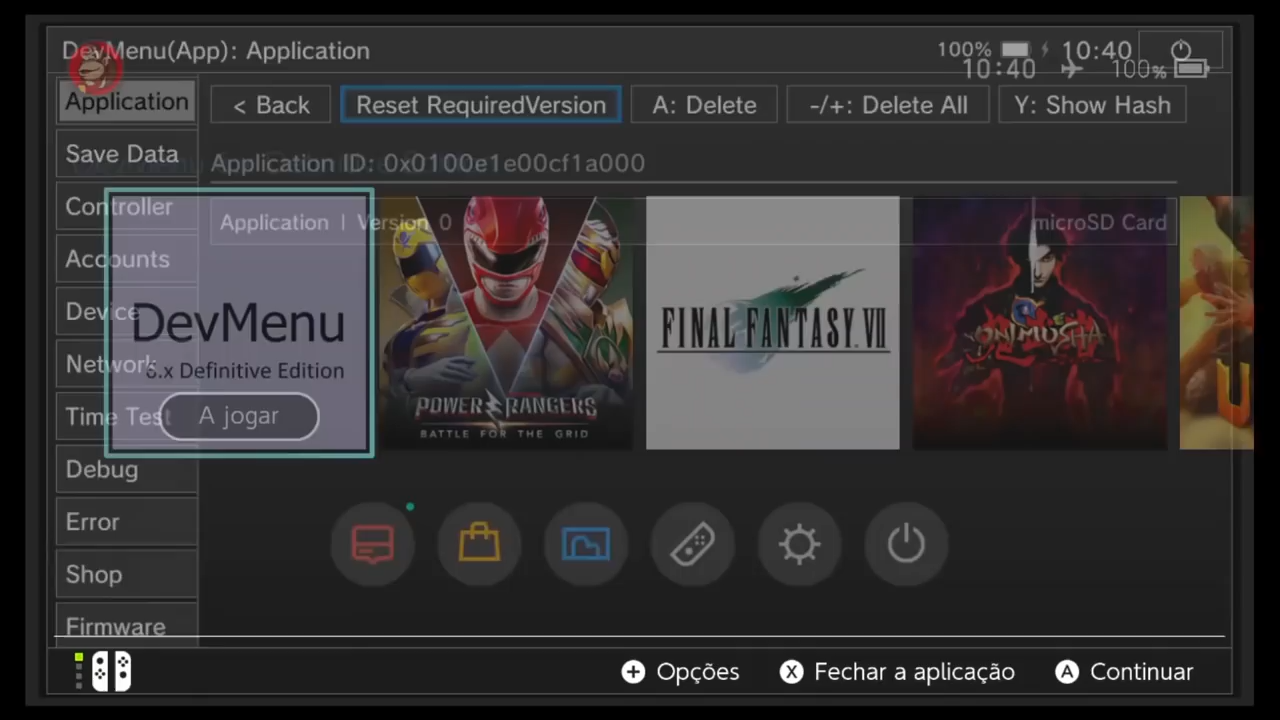 DevMenu(App): Application
100% 10:40
10:40 100%
Application
< Back
Reset RequiredVersion
A: Delete
-/+: Delete All
Y: Show Hash
Save Data
Application ID: 0x0100e1e00cf1a000
Controller
Application | Version 0
microSD Card
Accounts
Device
Network
Time Test
Debug
Error
Shop
Firmware
DevMenu
6.x Definitive Edition
A jogar
POWER RANGERS
BATTLE FOR THE GRID
FINAL FANTASY VII
ONIMUSHA
+ Opções
X Fechar a aplicação
A Continuar